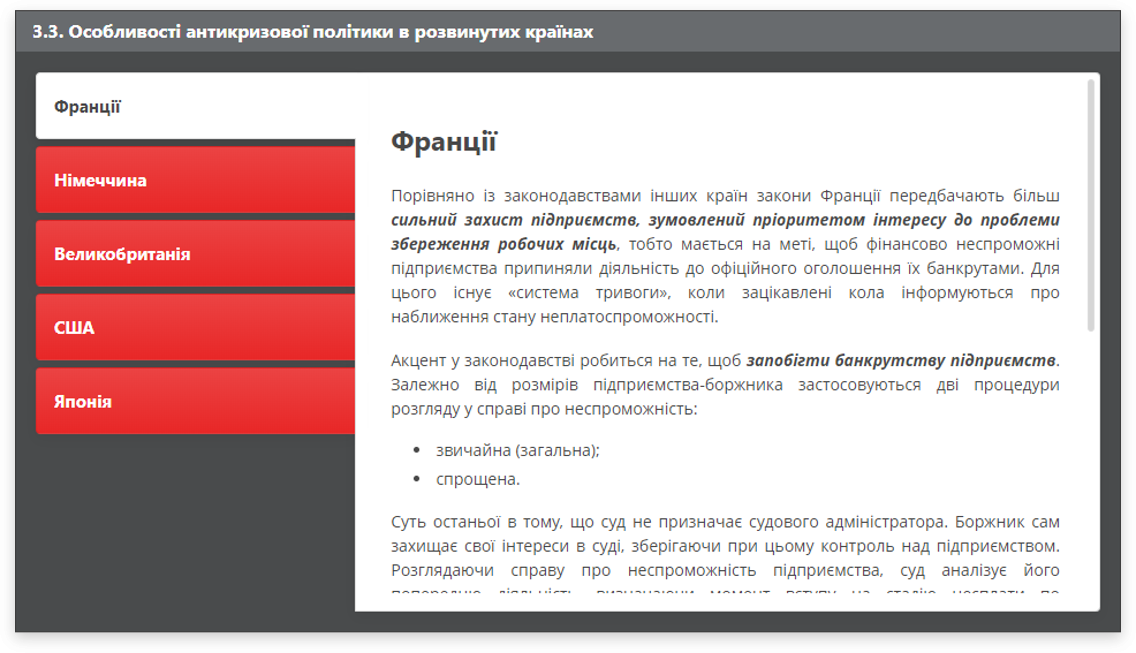 3.3. Особливості антикризової політики в розвинутих країнах
Франції
Німеччина
Великобританія
США
Японія
Франції
Порівняно із законодавствами інших країн закони Франції передбачають більш
сильний захист підприємств, зумовлений пріоритетом інтересу до проблеми
збереження робочих місць, тобто мається на меті, щоб фінансово неспроможні
підприємства припиняли діяльність до офіційного оголошення їх банкрутами. Для
цього існує «система тривоги», коли зацікавлені кола інформуються про
наближення стану неплатоспроможності.
Акцент у законодавстві робиться на те, щоб запобігти банкрутству підприємств.
Залежно від розмірів підприємства-боржника застосовуються дві процедури
розгляду у справі про неспроможність:
• звичайна (загальна);
• спрощена.
Суть останьої в тому, що суд не призначає судового адміністратора. Боржник сам
захищає свої інтереси в суді, зберігаючи при цьому контроль над підприємством.
Розглядаючи справу про неспроможність підприємства, суд аналізує його